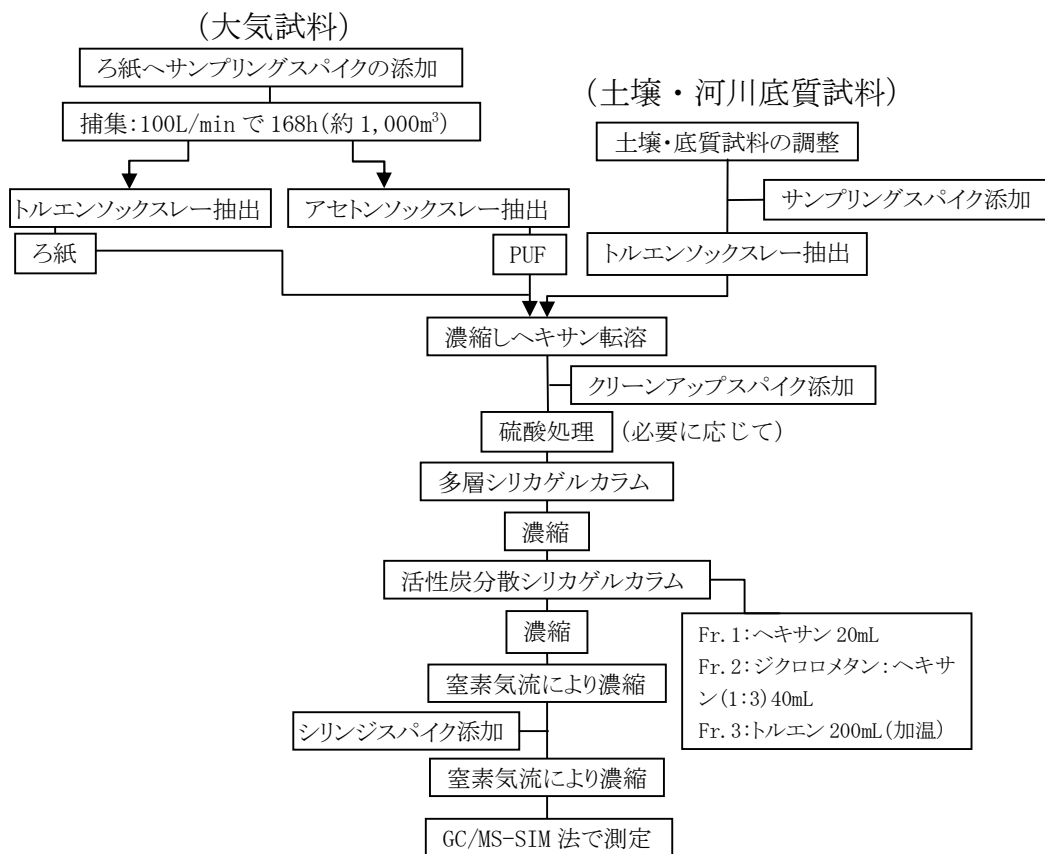 (大気試料)
ろ紙へサンプリングスパイクの添加
捕集:100L/min で 168h(約 1,000m³)
トルエンソックスレー抽出
アセトンソックスレー抽出
ろ紙
PUF
(土壌・河川底質試料)
土壌・底質試料の調整
サンプリングスパイク添加
トルエンソックスレー抽出
濃縮しヘキサン転溶
クリーンアップスパイク添加
硫酸処理 (必要に応じて)
多層シリカゲルカラム
濃縮
活性炭分散シリカゲルカラム
Fr.1:ヘキサン 20mL
Fr.2:ジクロロメタン:ヘキサ
ン(1:3)40mL
Fr.3:トルエン 200mL(加温)
濃縮
窒素気流により濃縮
シリンジスパイク添加
窒素気流により濃縮
GC/MS-SIM 法で測定